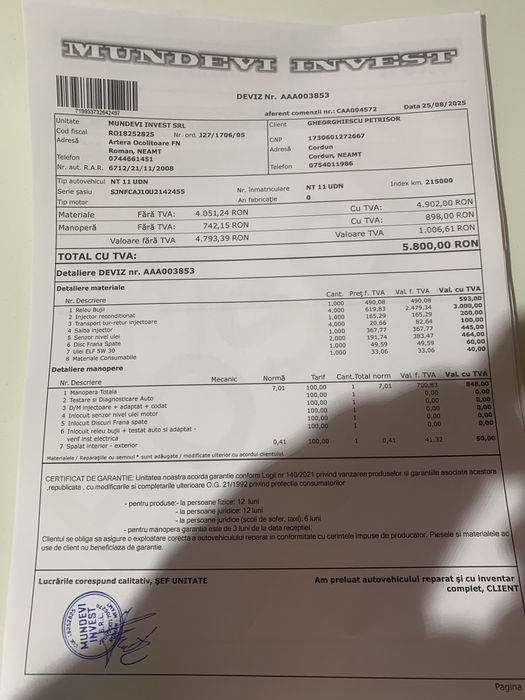 MUNDEVI INVEST
DEVIZ Nr. AAA003853
719993732642497
aferent comenzii nr.: CAA004572 Data 25/08/2025
Unitate MUNDEVI INVEST SRL
Cod fiscal RO18252825 Nr. ord. J27/1706/05
Adresă Artera Ocolitoare FN
Roman, NEAMT
Telefon 0744661451
Nr. aut. R.A.R. 6712/21/11/2008
Client GHEORGHIESCU PETRISOR
CNP 1730601272667
Adresă Cordun
Cordun, NEAMT
Telefon 0754011986
Tip autovehicul NT 11 UDN Nr. înmatriculare NT 11 UDN Index km. 215000
Serie șasiu SJNFCAJ10U2142455 An fabricație 0
Tip motor
Materiale Fără TVA: 4.051,24 RON Cu TVA: 4.902,00 RON
Manoperă Fără TVA: 742,15 RON Cu TVA: 898,00 RON
Valoare fără TVA 4.793,39 RON Valoare TVA 1.006,61 RON
TOTAL CU TVA: 5.800,00 RON
Detaliere DEVIZ nr. AAA003853
Detaliere materiale
Nr. Descriere Cant. Preț f. TVA Val. f. TVA Val. cu TVA
1 Releu Bujii 1,000 490,08 490,08 593,00
2 Injector reconditionat 4,000 619,83 2.479,34 3.000,00
3 Transport tur-retur injectoare 1,000 165,29 165,29 200,00
4 Saiba injector 4,000 20,66 82,64 100,00
5 Senzor nivel ulei 1,000 367,77 367,77 445,00
6 Disc Frana Spate 2,000 191,74 383,47 464,00
7 Ulei ELF 5W 30 1,000 49,59 49,59 60,00
8 Materiale Consumabile 1,000 33,06 33,06 40,00
Detaliere manopere
Nr. Descriere Mecanic Normă Tarif Cant. Total norm Val. f. TVA Val. cu TVA
1 Manopera Totala 7,01 100,00 1 7,01 700,83 848,00
2 Testare si Diagnosticare Auto 100,00 1 0,00 0,00
3 D/M injectoare + adaptat + codat 100,00 1 0,00 0,00
4 Inlocuit senzor nivel ulei motor 100,00 1 0,00 0,00
5 Inlocuit Discuri Frana spate 100,00 1 0,00 0,00
6 Inlocuit releu bujii + testat auto si adaptat - 100,00 1 0,00 0,00
verif inst electrica
7 Spalat interior - exterior 0,41 100,00 1 0,41 41,32 50,00
Materialele / Reparațiile cu semnul * sunt adăugate / modificate ulterior cu acordul clientului.
CERTIFICAT DE GARANTIE: Unitatea noastra acorda garantie conform Legii nr 140/2021 privind vanzarea produselor si garantiile asociate acestora
,republicata , cu modificarile si completarile ulterioare O.G. 21/1992 privind protectia consumatorilor
- pentru produse:- la persoane fizice: 12 luni
- la persoane juridice: 12 luni
- la persoane juridice (scoli de sofer, taxi): 6 luni
- pentru manopera garantia este de 3 luni de la data receptiei.
Clientul se obliga sa asigure o exploatare corecta a autovehiculului reparat in conformitate cu cerintele impuse de producator. Piesele si materialele ac
use de client nu beneficiaza de garantie.
Lucrările corespund calitativ, ȘEF UNITATE
Am preluat autovehiculul reparat și cu inventar
complet, CLIENT
MUNDEVI
INVEST
S.R.L.
Pagina